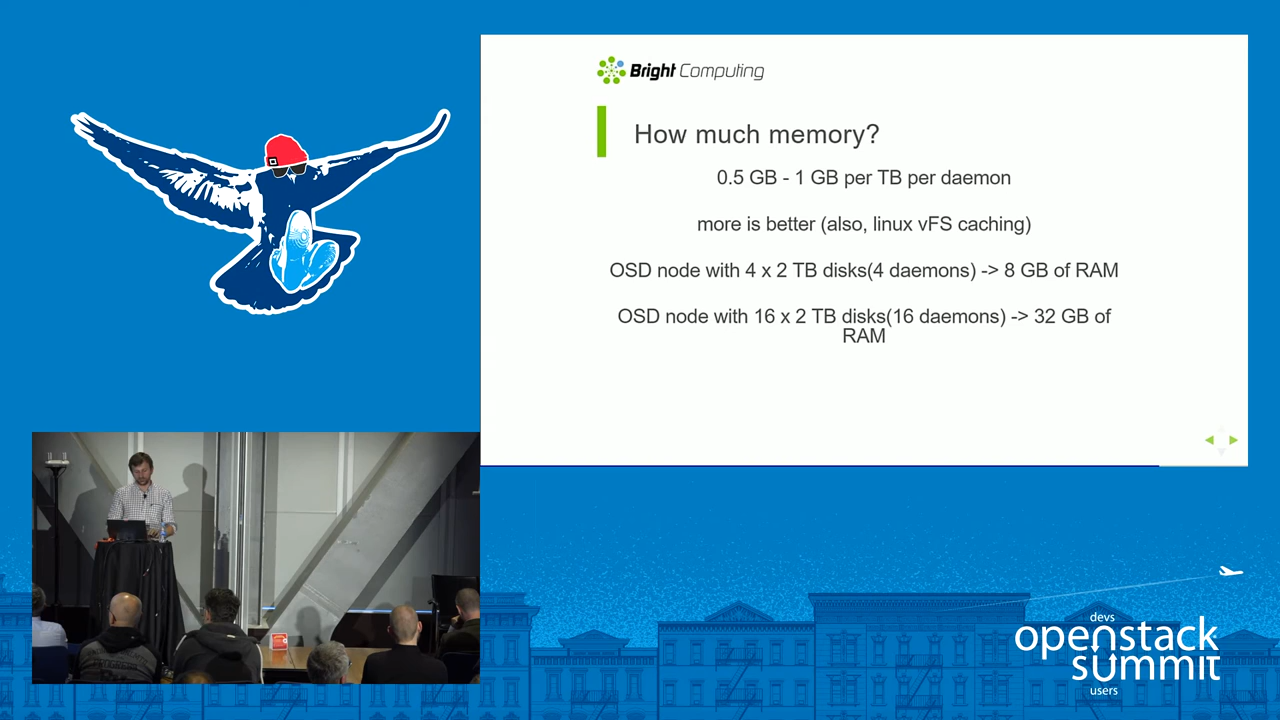 Bright Computing
How much memory?
0.5 GB - 1 GB per TB per daemon
more is better (also, linux vFS caching)
OSD node with 4 x 2 TB disks(4 daemons) -> 8 GB of RAM
OSD node with 16 x 2 TB disks(16 daemons) -> 32 GB of
RAM
devs
openstack
summit
users